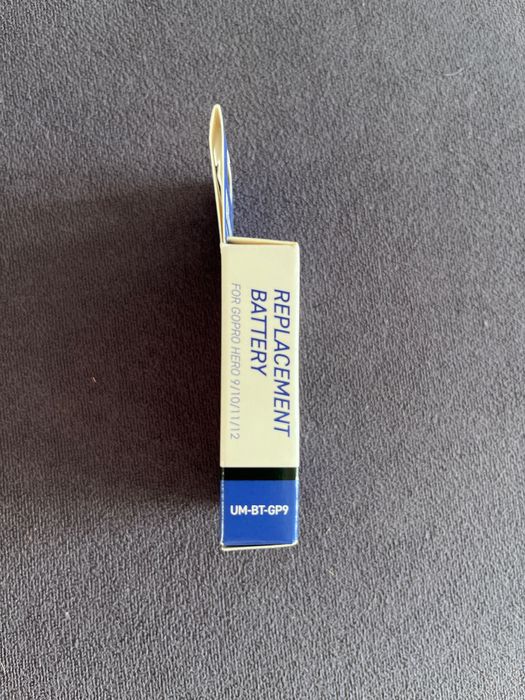 REPLACEMENT
BATTERY
FOR GOPRO HERO 9/10/11/12
UM-BT-GP9